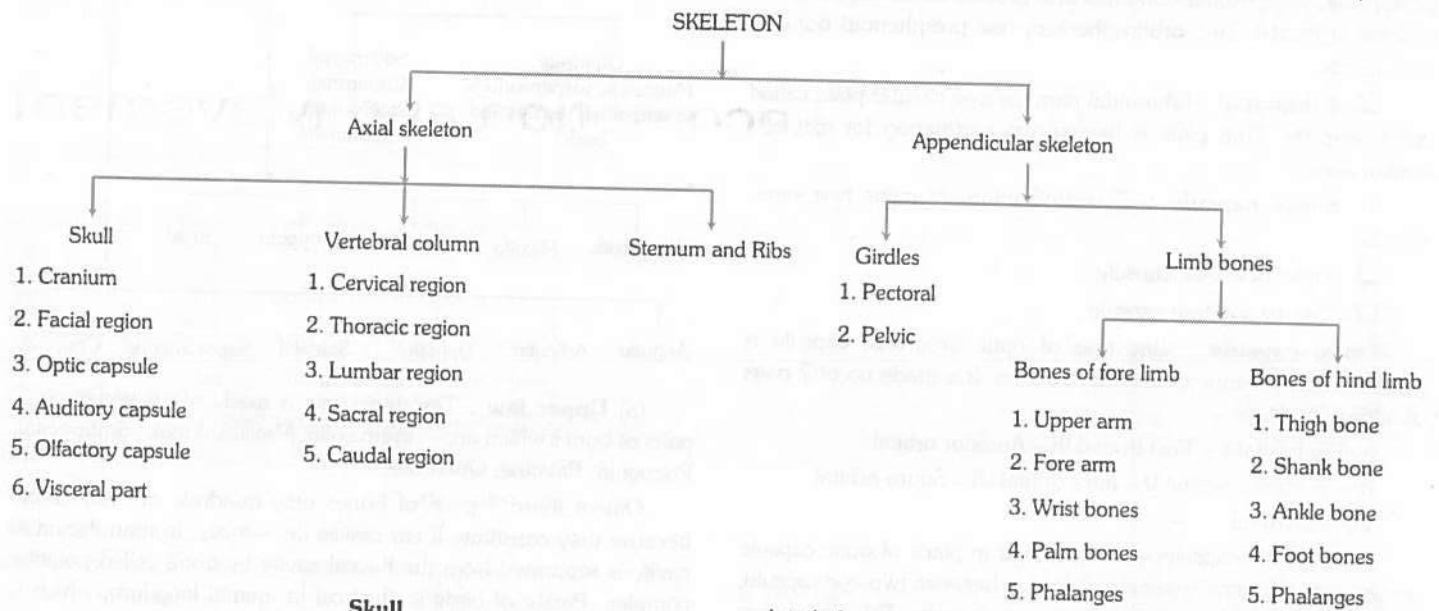 SKELETON
Axial skeleton
Appendicular skeleton
Skull
1. Cranium
2. Facial region
3. Optic capsule
4. Auditory capsule
5. Olfactory capsule
6. Visceral part
Vertebral column
1. Cervical region
2. Thoracic region
3. Lumbar region
4. Sacral region
5. Caudal region
Sternum and Ribs
Girdles
1. Pectoral
2. Pelvic
Limb bones
Bones of fore limb
1. Upper arm
2. Fore arm
3. Wrist bones
4. Palm bones
5. Phalanges
Bones of hind limb
1. Thigh bone
2. Shank bone
3. Ankle bone
4. Foot bones
5. Phalanges
Skull